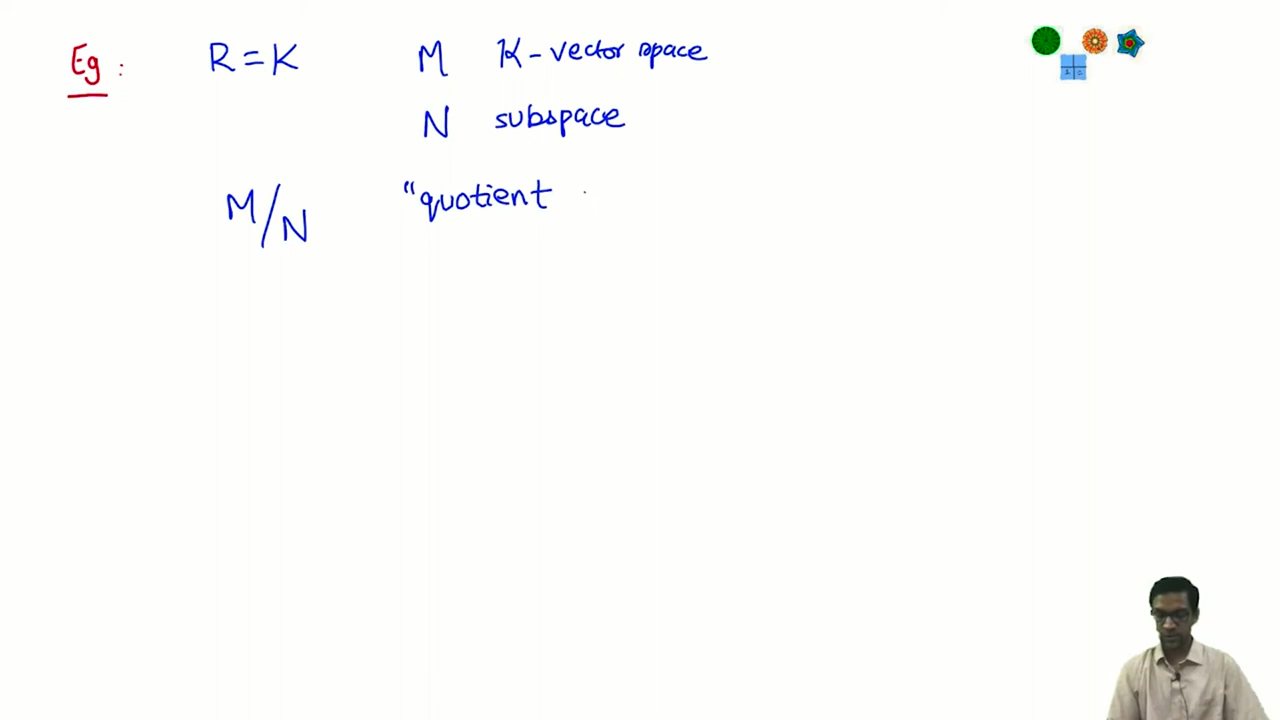 Eg : R = K M K-vector space
N subspace
M/N "quotient